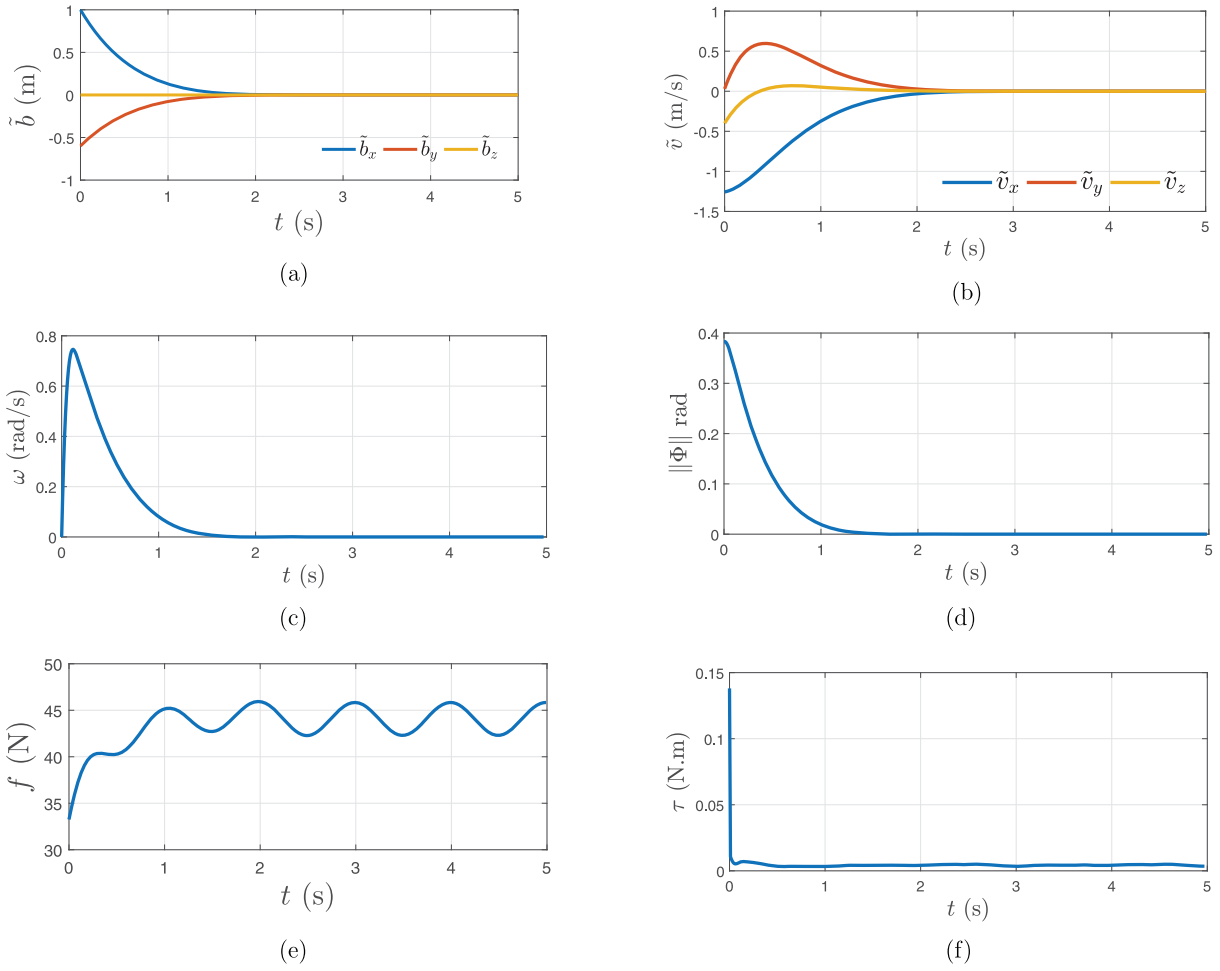 1
0.5
0
-0.5
-1
b̃ (m)
b̃x b̃y b̃z
0 1 2 3 4 5
t (s)
(a)
1
0.5
0
-0.5
-1
-1.5
ṽ (m/s)
ṽx ṽy ṽz
0 1 2 3 4 5
t (s)
(b)
0.8
0.6
0.4
0.2
0
ω (rad/s)
0 1 2 3 4 5
t (s)
(c)
0.4
0.3
0.2
0.1
0
||Φ|| rad
0 1 2 3 4 5
t (s)
(d)
50
45
40
35
30
f (N)
0 1 2 3 4 5
t (s)
(e)
0.15
0.1
0.05
0
τ (N.m)
0 1 2 3 4 5
t (s)
(f)